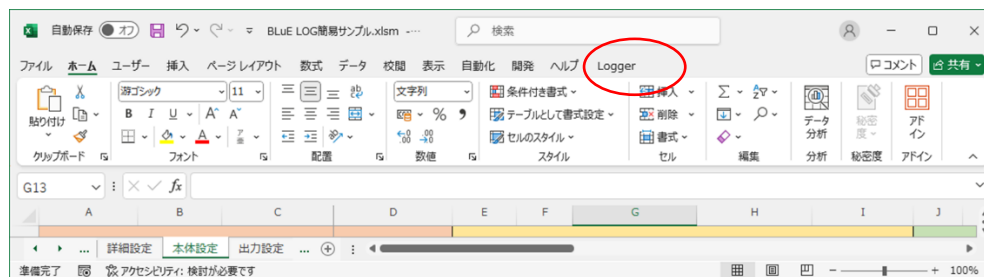 自動保存 オフ BLuE LOG簡易サンプル.xlsm -… 検索
ファイル ホーム ユーザー 挿入 ページ レイアウト 数式 データ 校閲 表示 自動化 開発 ヘルプ Logger コメント 共有
貼り付け 游ゴシック 11 B I U A A A 文字列 % 条件付き書式 テーブルとして書式設定 セルのスタイル 挿入 削除 書式 データ分析 秘密度 アドイン
クリップボード フォント 配置 数値 スタイル セル 編集 分析 秘密度 アドイン
G13 fx
A B C D E F G H I J
... 詳細設定 本体設定 出力設定 ...
準備完了 アクセシビリティ: 検討が必要です 100%